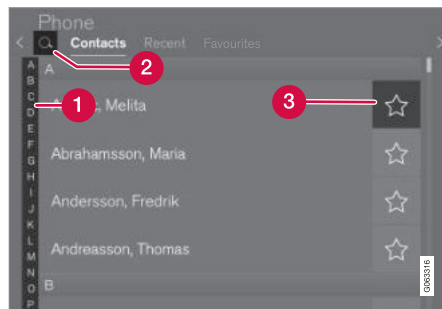 Phone
Contacts Recent Favourites
2
A
A
B
C
D
E
F
G
H
I
J
K
L
M
N
O
P
1
Melita
3
Abrahamsson, Maria
Andersson, Fredrik
Andreasson, Thomas
B
G063316